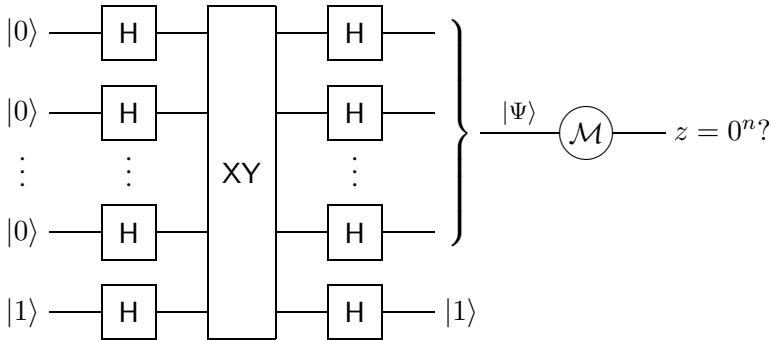 |0⟩ H H
|0⟩ H H |Ψ⟩ M z = 0ⁿ?
⋮ ⋮ XY ⋮
|0⟩ H H
|1⟩ H H |1⟩